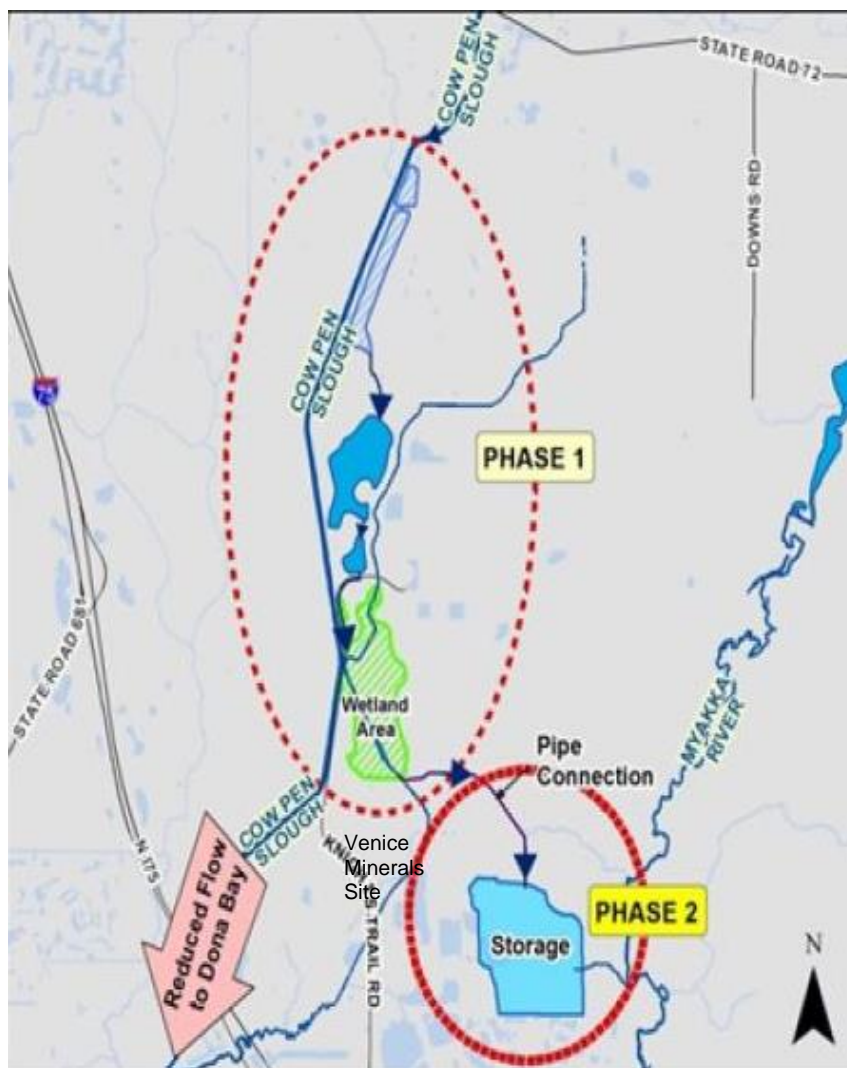 COW PEN
SLOUGH
STATE ROAD 72
DOWNS RD
COW PEN
SLOUGH
75
PHASE 1
STATE ROAD 681
MYAKKA
RIVER
Wetland
Area
Pipe
Connection
COW PEN
SLOUGH
N I 75
Venice
Minerals
Site
TRAIL RD
PHASE 2
Storage
Reduced Flow
to Dona Bay
N